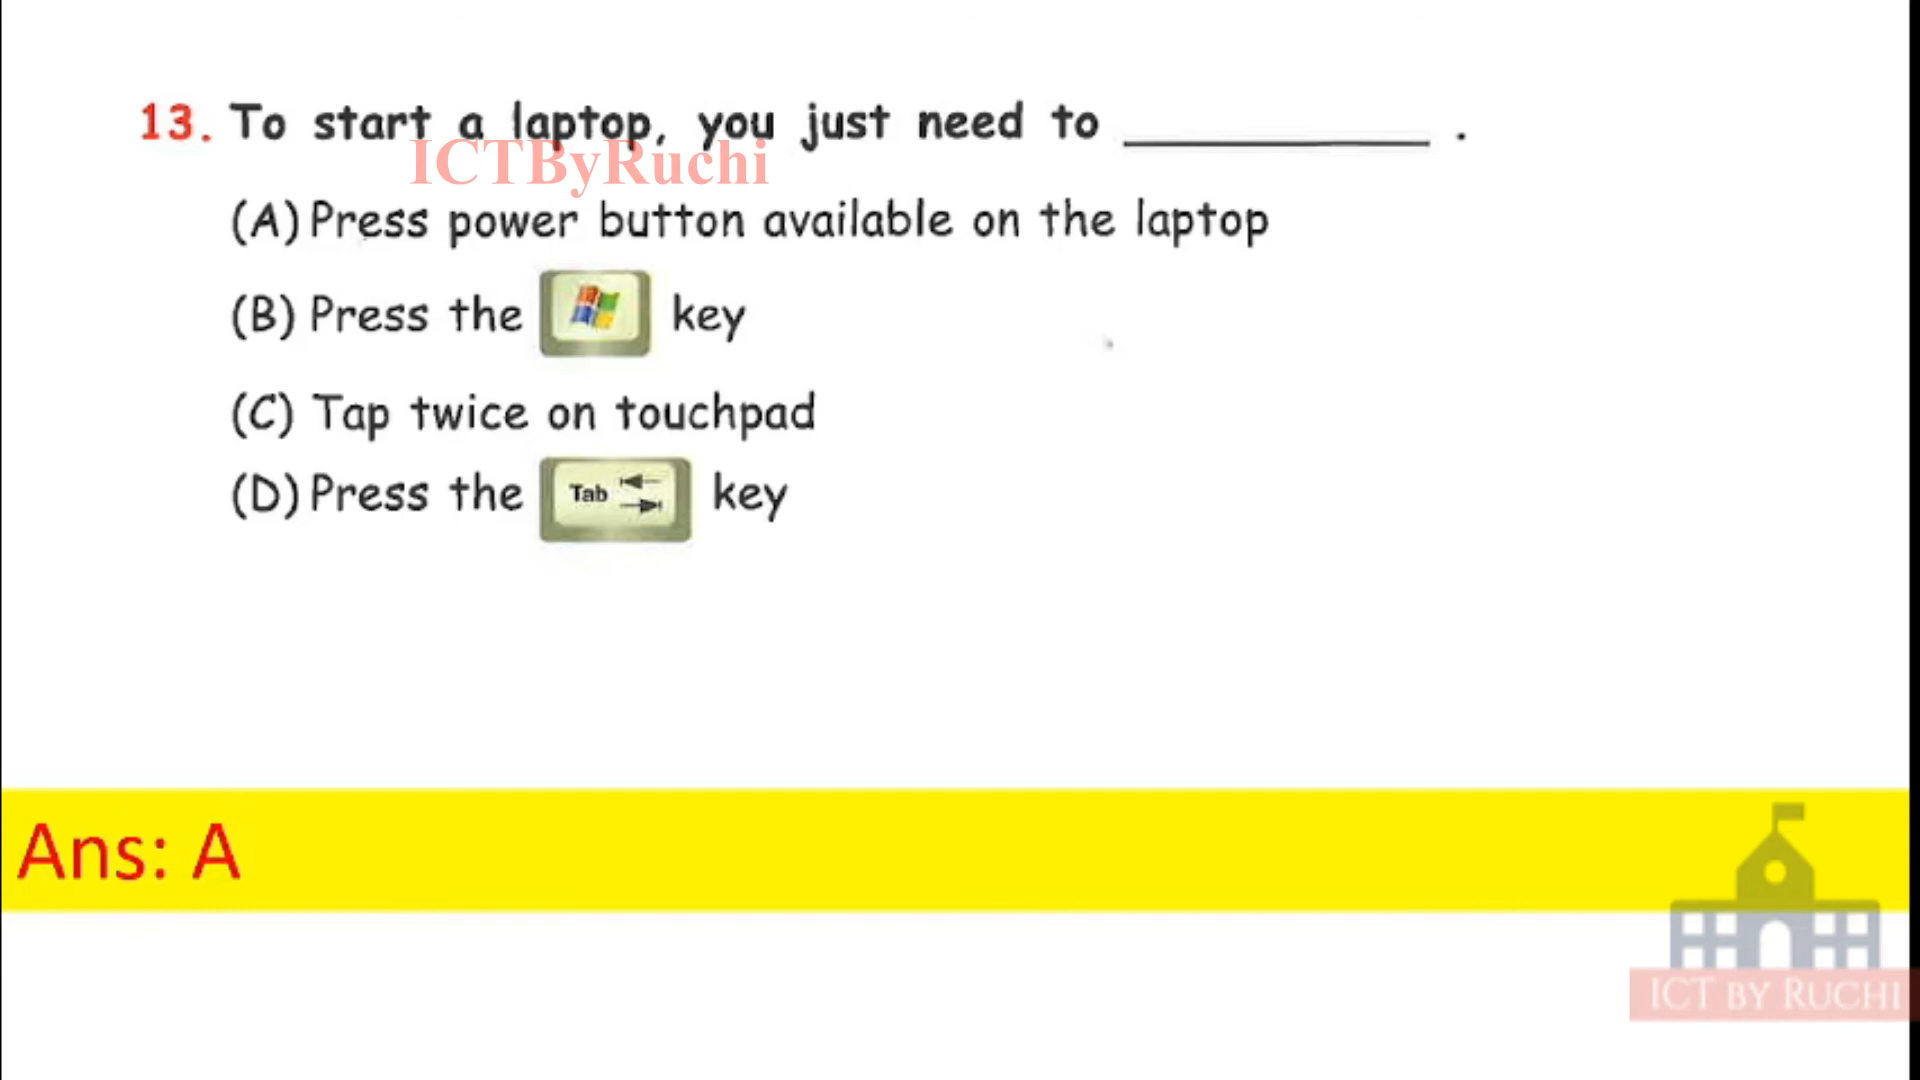 13. To start a laptop, you just need to __________ .
ICTByRuchi
(A) Press power button available on the laptop
(B) Press the key
(C) Tap twice on touchpad
(D) Press the Tab key
Ans: A
ICT BY RUCHI